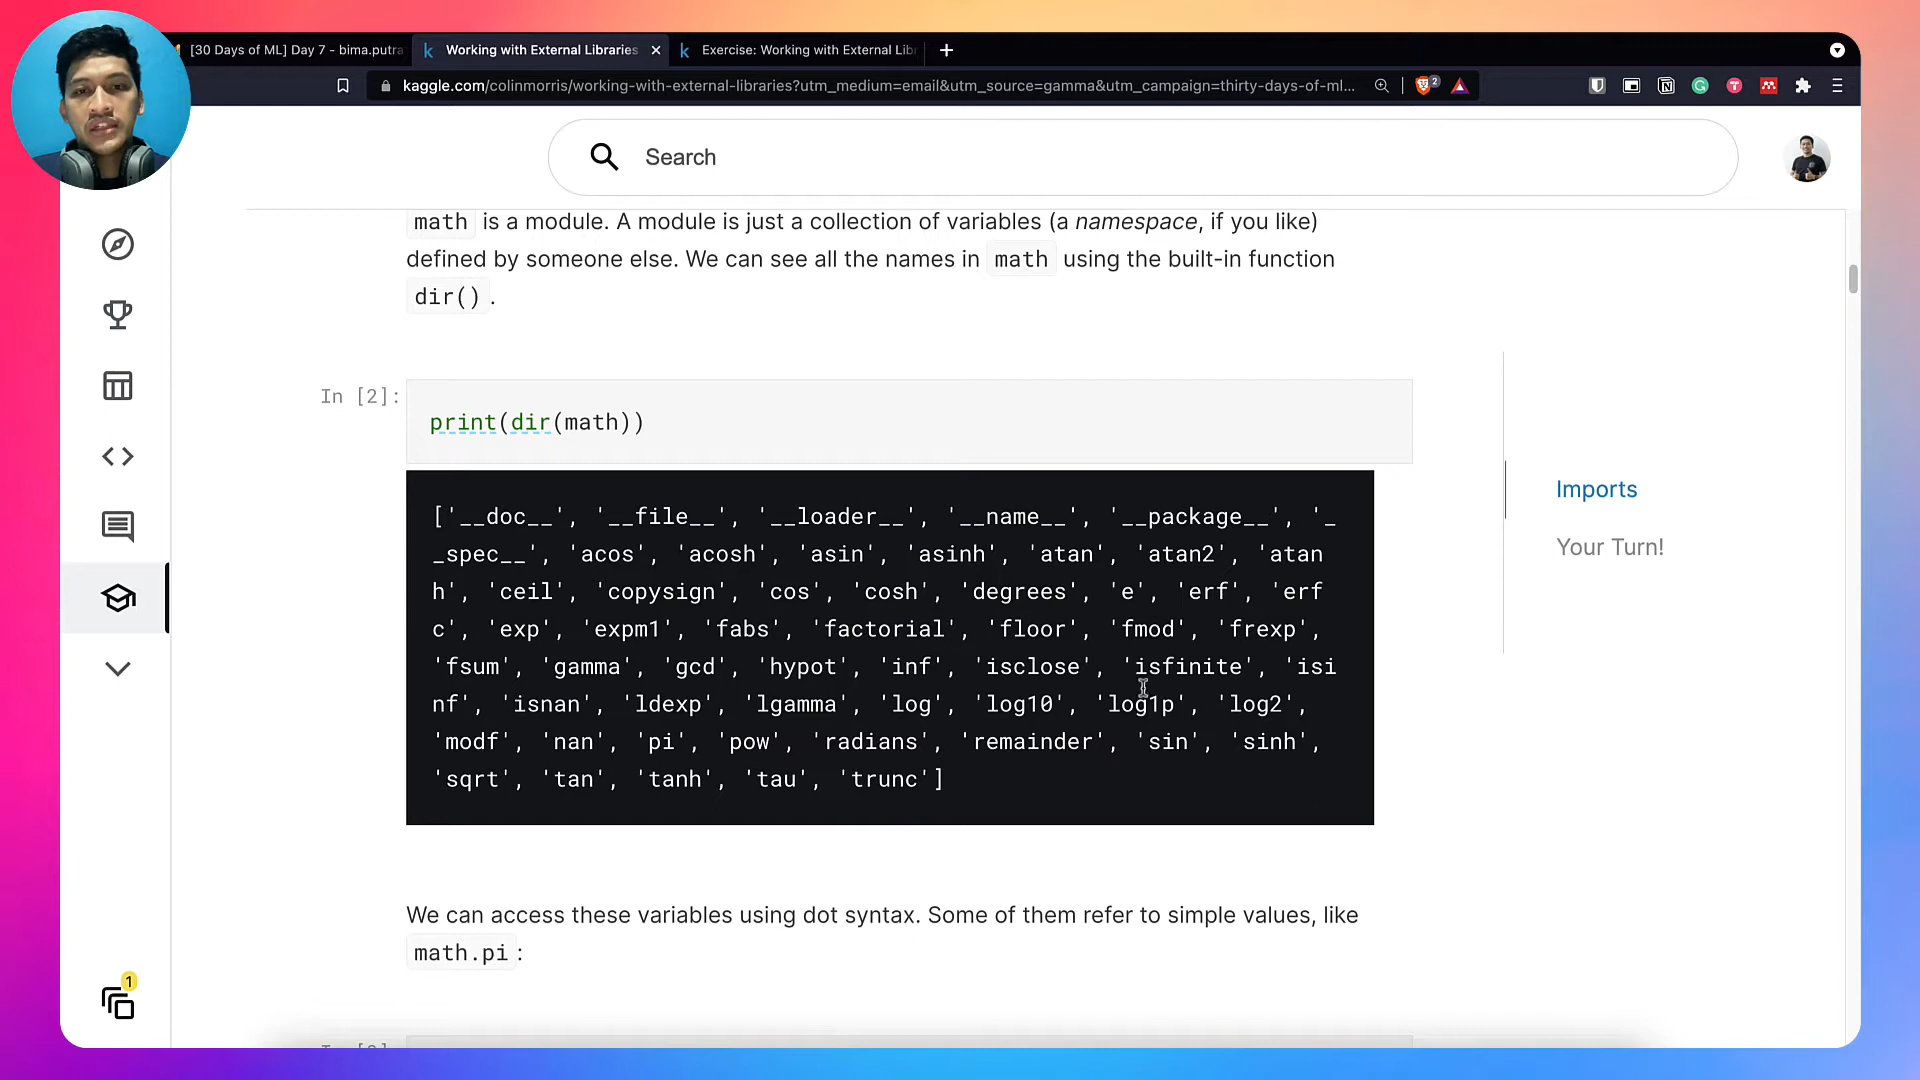 [30 Days of ML] Day 7 - bima.putra
Working with External Libraries
Exercise: Working with External Lib
kaggle.com/colinmorris/working-with-external-libraries?utm_medium=email&utm_source=gamma&utm_campaign=thirty-days-of-ml...
2
Search
math is a module. A module is just a collection of variables (a namespace, if you like)
defined by someone else. We can see all the names in math using the built-in function
dir() .
In [2]:
print(dir(math))
['__doc__', '__file__', '__loader__', '__name__', '__package__', '_
_spec__', 'acos', 'acosh', 'asin', 'asinh', 'atan', 'atan2', 'atan
h', 'ceil', 'copysign', 'cos', 'cosh', 'degrees', 'e', 'erf', 'erf
c', 'exp', 'expm1', 'fabs', 'factorial', 'floor', 'fmod', 'frexp',
'fsum', 'gamma', 'gcd', 'hypot', 'inf', 'isclose', 'isfinite', 'isi
nf', 'isnan', 'ldexp', 'lgamma', 'log', 'log10', 'log1p', 'log2',
'modf', 'nan', 'pi', 'pow', 'radians', 'remainder', 'sin', 'sinh',
'sqrt', 'tan', 'tanh', 'tau', 'trunc']
Imports
Your Turn!
We can access these variables using dot syntax. Some of them refer to simple values, like
math.pi :
1